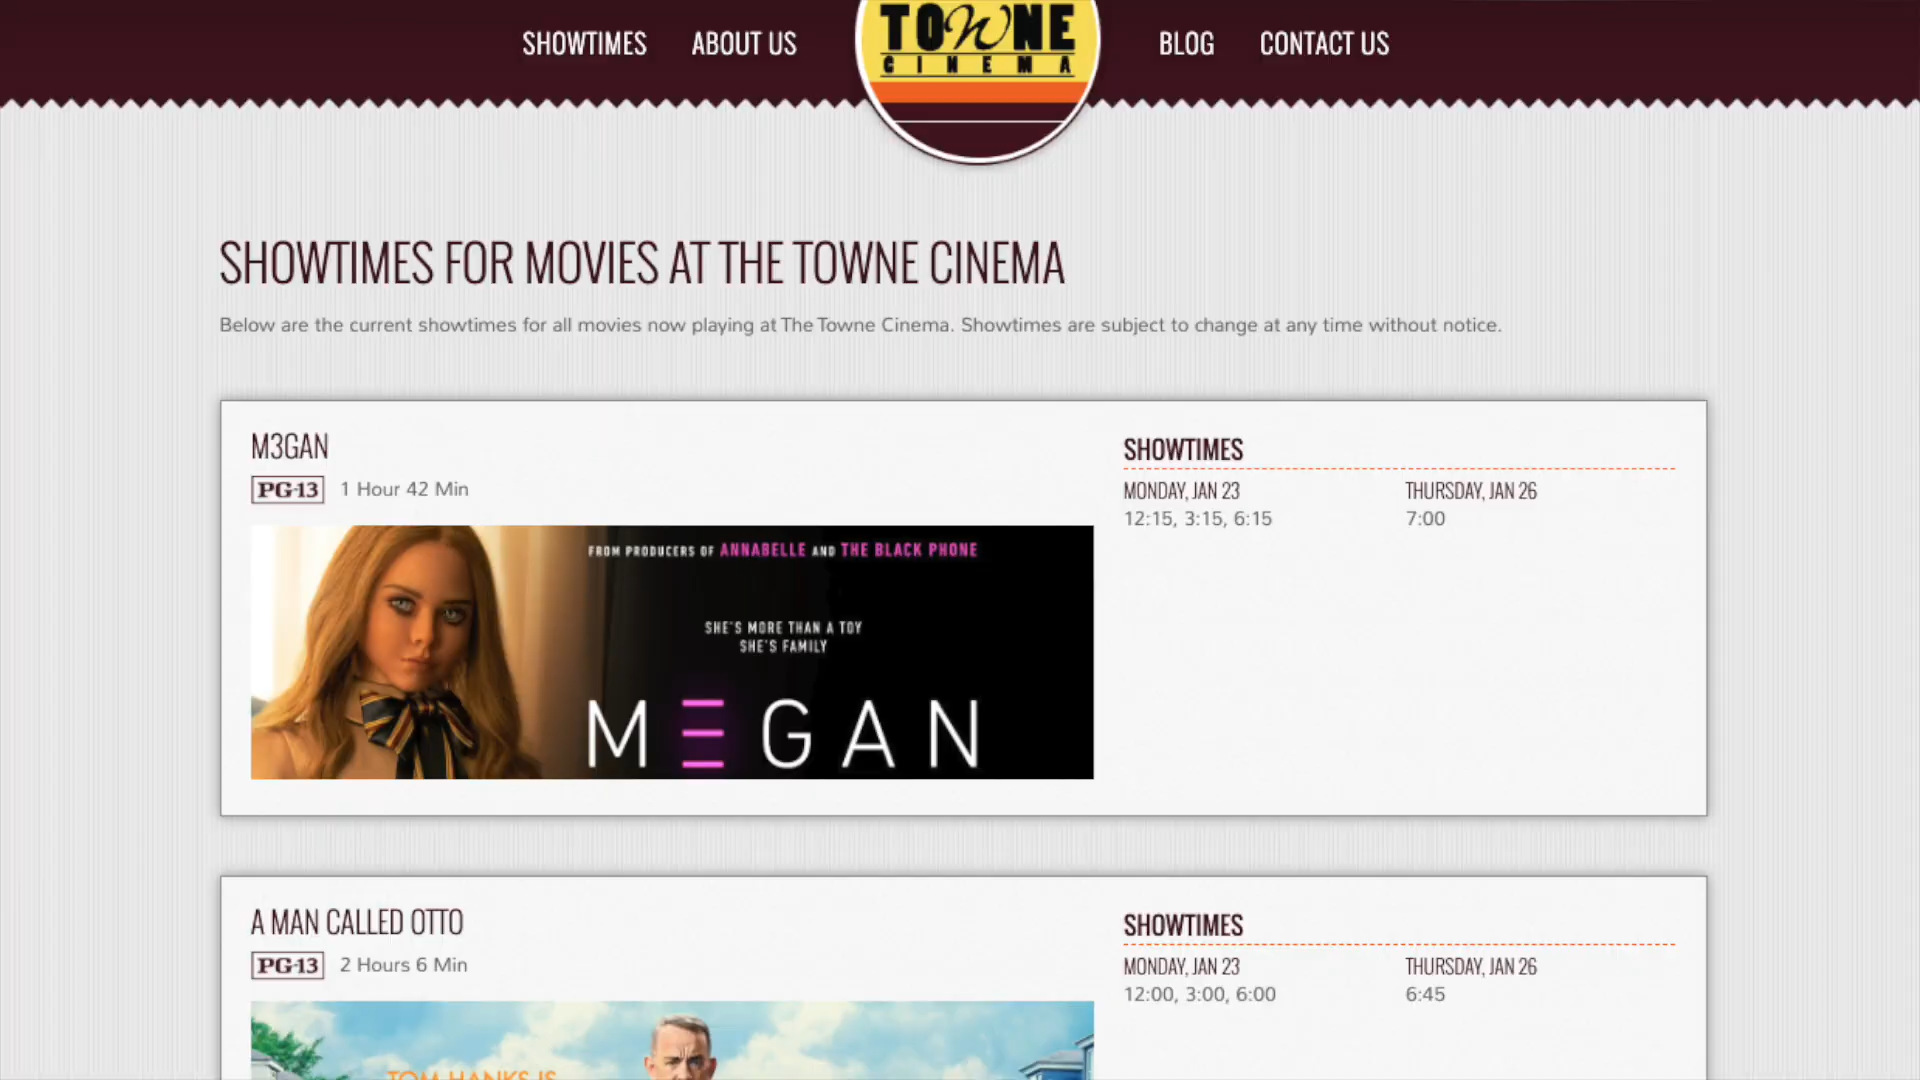 SHOWTIMES
ABOUT US
TOWNE
CINEMA
BLOG
CONTACT US
SHOWTIMES FOR MOVIES AT THE TOWNE CINEMA
Below are the current showtimes for all movies now playing at The Towne Cinema. Showtimes are subject to change at any time without notice.
M3GAN
PG-13 1 Hour 42 Min
FROM PRODUCERS OF ANNABELLE AND THE BLACK PHONE
SHE'S MORE THAN A TOY
SHE'S FAMILY
M Ξ G A N
SHOWTIMES
MONDAY, JAN 23
12:15, 3:15, 6:15
THURSDAY, JAN 26
7:00
A MAN CALLED OTTO
PG-13 2 Hours 6 Min
TOM HANKS IS
SHOWTIMES
MONDAY, JAN 23
12:00, 3:00, 6:00
THURSDAY, JAN 26
6:45